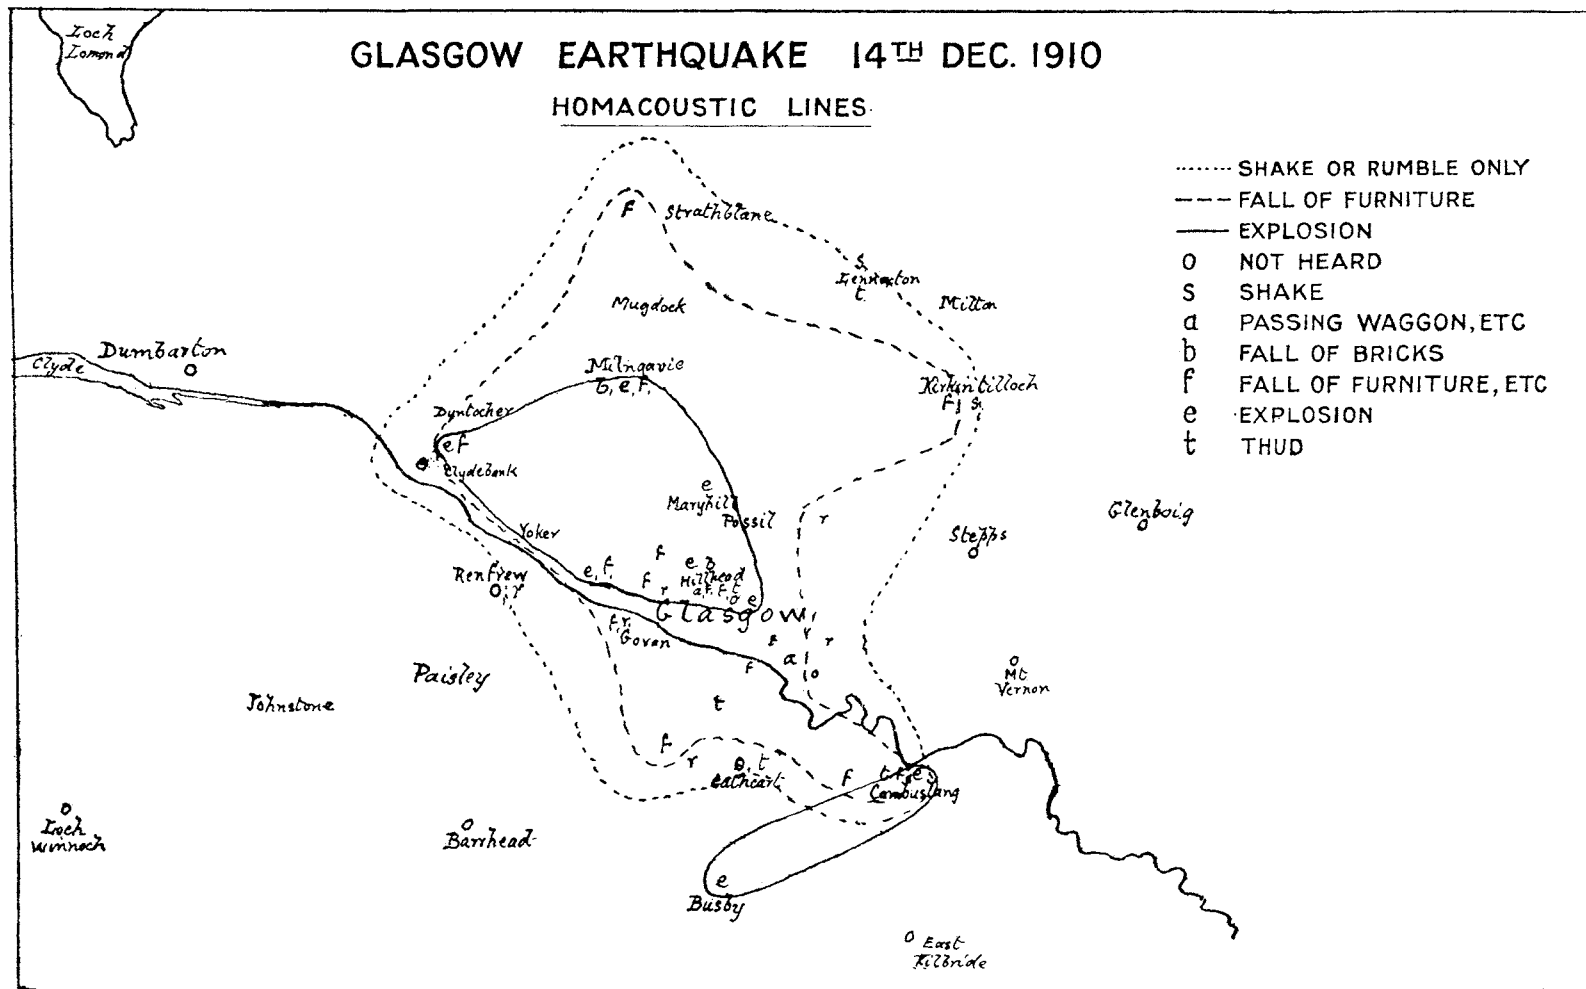 Loch
Lomond
GLASGOW EARTHQUAKE 14TH DEC. 1910
HOMACOUSTIC LINES
SHAKE OR RUMBLE ONLY
FALL OF FURNITURE
EXPLOSION
o NOT HEARD
s SHAKE
a PASSING WAGGON, ETC
b FALL OF BRICKS
f FALL OF FURNITURE, ETC
e EXPLOSION
t THUD
f Strathblane
s
Lennoxton
t
Mugdock
Milton
Clyde
Dumbarton
o
Milngavie
b, e, f.
Kirkintilloch
f s
Dyntocher
e f
Clydebank
e
Maryhill
Possil
r
Glenboig
o
Stepps
o
Yoker
Renfrew
o r
e, f.
f
f
r
e b
Hillhead
a, f. f, t
o e
Glasgow
f, r.
Govan
r
f
a
o
o
Mt
Vernon
Paisley
Johnstone
t
f
r
o, t
Cathcart
f
t f e s
Cambuslang
o
Loch
Winnoch
o
Barrhead
e
Busby
o East
Kilbride